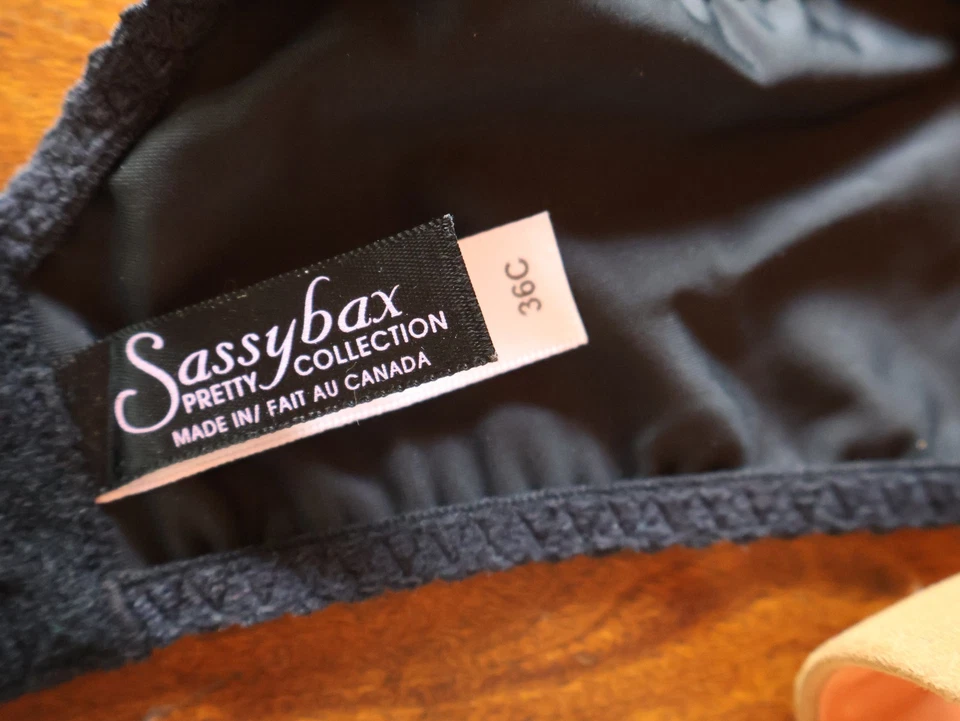 Sassybax
PRETTY COLLECTION
MADE IN/ FAIT AU CANADA
36C